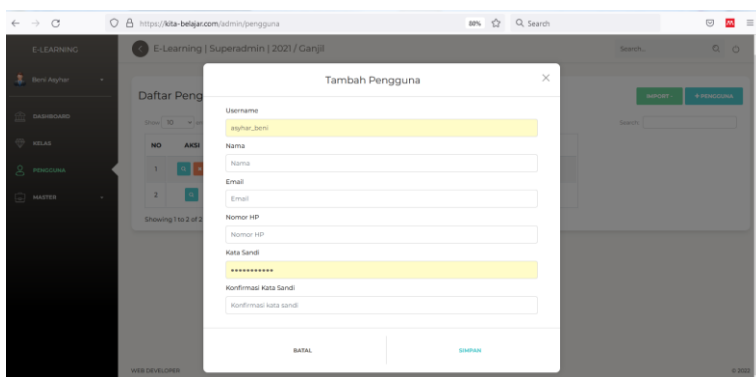 https://kita-belajar.com/admin/pengguna
80%
Search
E-LEARNING
E-Learning | Superadmin | 2021 / Ganjil
Search...
Beni Asyhar
Tambah Pengguna
Daftar Peng
IMPORT
+ PENGGUNA
DASHBOARD
Show 10
Search:
KELAS
NO AKSI
PENGGUNA
1
MASTER
2
Showing 1 to 2 of 2
Username
asyhar_beni
Nama
Nama
Email
Email
Nomor HP
Nomor HP
Kata Sandi
•••••••••••
Konfirmasi Kata Sandi
Konfirmasi kata sandi
BATAL
SIMPAN
WEB DEVELOPER
© 2022